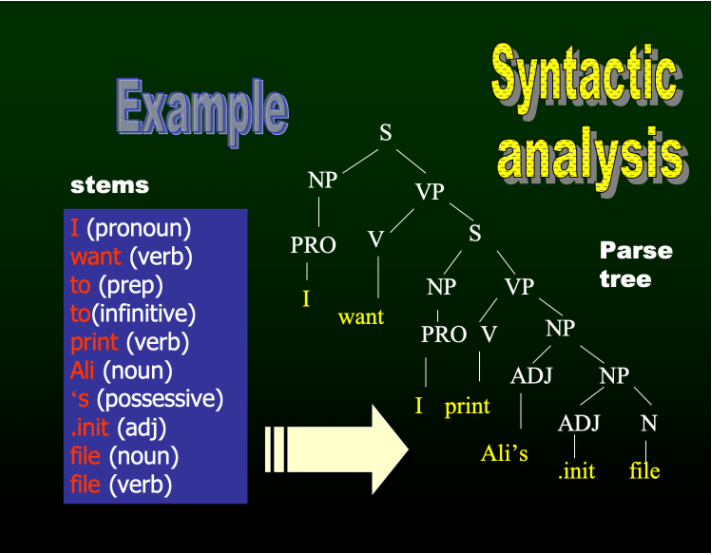 Example
Syntactic
analysis
stems
I (pronoun)
want (verb)
to (prep)
to(infinitive)
print (verb)
Ali (noun)
‘s (possessive)
.init (adj)
file (noun)
file (verb)
S
NP VP
PRO V S
I want
NP VP
PRO V NP
I print
ADJ NP
Ali’s
ADJ N
.init file
Parse
tree